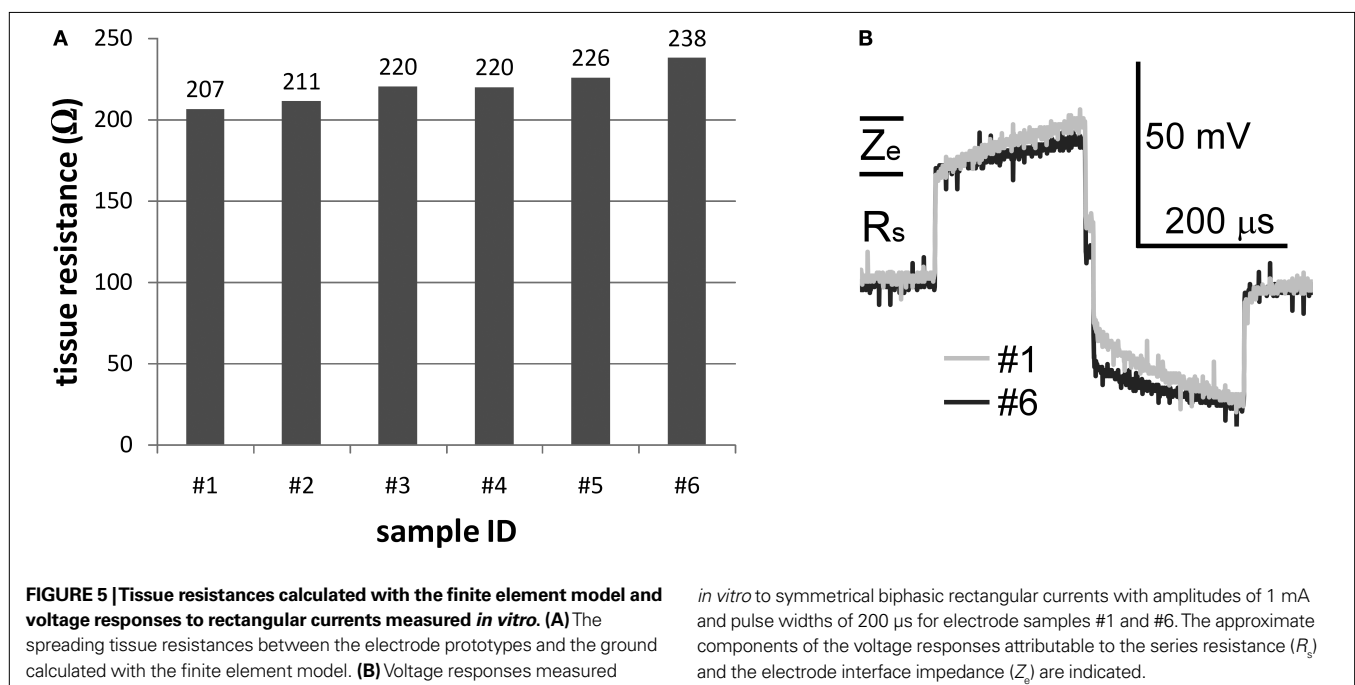 A
250
200
150
100
50
0
tissue resistance (Ω)
207
211
220
220
226
238
#1
#2
#3
#4
#5
#6
sample ID
B
Ze
Rs
50 mV
200 µs
#1
#6
FIGURE 5 | Tissue resistances calculated with the finite element model and
voltage responses to rectangular currents measured in vitro. (A) The
spreading tissue resistances between the electrode prototypes and the ground
calculated with the finite element model. (B) Voltage responses measured
in vitro to symmetrical biphasic rectangular currents with amplitudes of 1 mA
and pulse widths of 200 µs for electrode samples #1 and #6. The approximate
components of the voltage responses attributable to the series resistance (Rs)
and the electrode interface impedance (Ze) are indicated.